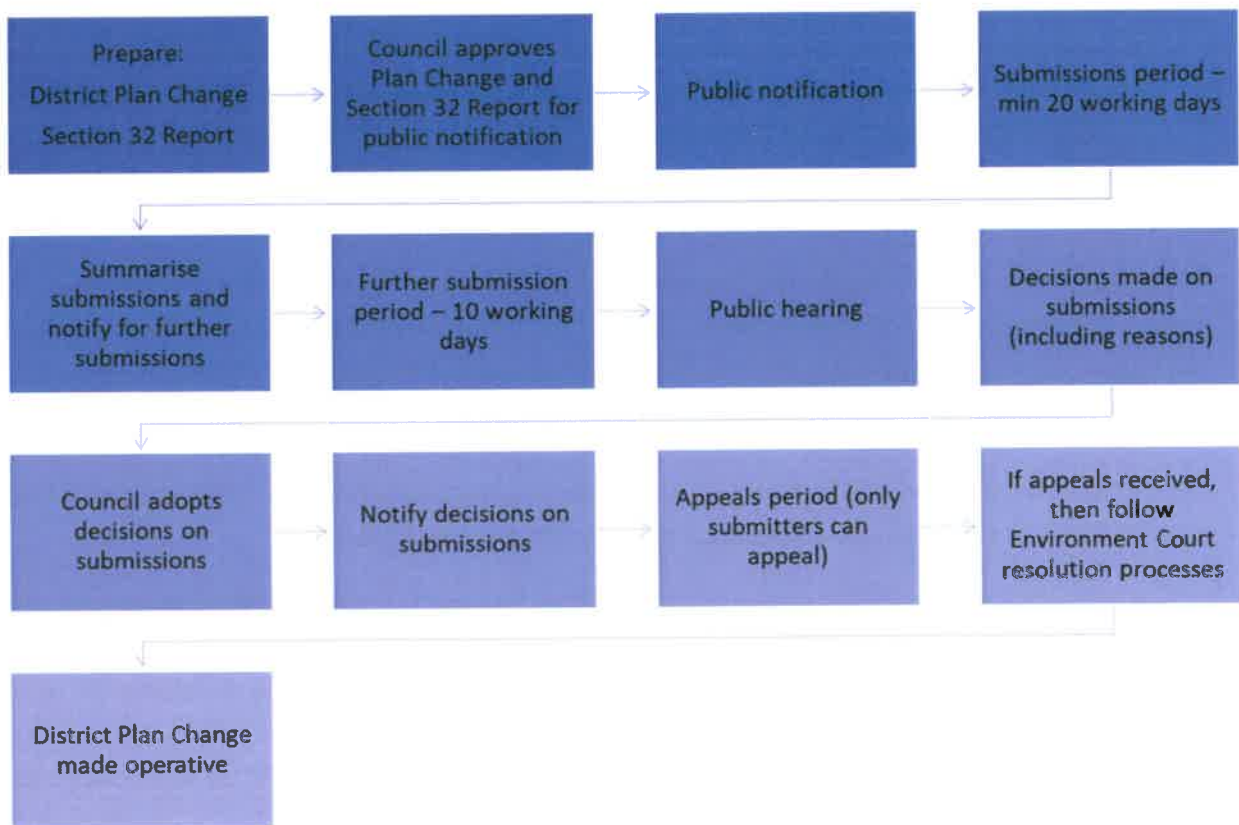 Prepare:
District Plan Change
Section 32 Report
Council approves
Plan Change and
Section 32 Report for
public notification
Public notification
Submissions period –
min 20 working days
Summarise
submissions and
notify for further
submissions
Further submission
period – 10 working
days
Public hearing
Decisions made on
submissions
(including reasons)
Council adopts
decisions on
submissions
Notify decisions on
submissions
Appeals period (only
submitters can
appeal)
If appeals received,
then follow
Environment Court
resolution processes
District Plan Change
made operative